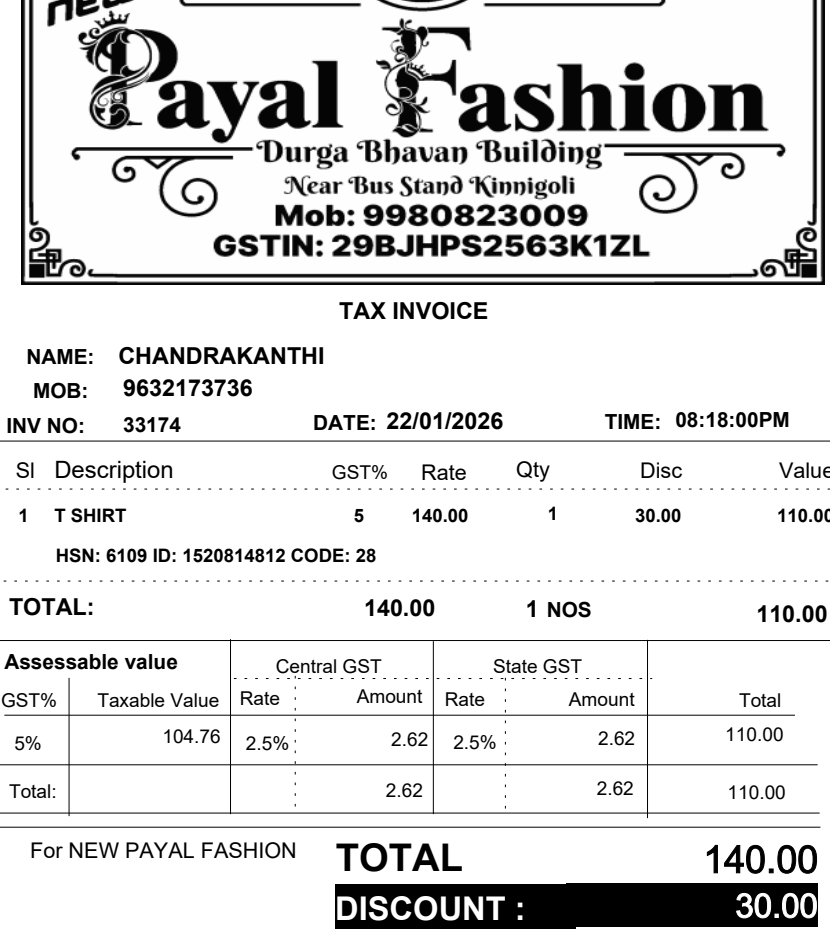 new
Payal Fashion
Durga Bhavan Building
Near Bus Stand Kinnigoli
Mob: 9980823009
GSTIN: 29BJHPS2563K1ZL
TAX INVOICE
NAME: CHANDRAKANTHI
MOB: 9632173736
INV NO: 33174 DATE: 22/01/2026 TIME: 08:18:00PM
Sl Description GST% Rate Qty Disc Value
1 T SHIRT 5 140.00 1 30.00 110.00
HSN: 6109 ID: 1520814812 CODE: 28
TOTAL: 140.00 1 NOS 110.00
Assessable value Central GST State GST
GST% Taxable Value Rate Amount Rate Amount Total
5% 104.76 2.5% 2.62 2.5% 2.62 110.00
Total: 2.62 2.62 110.00
For NEW PAYAL FASHION TOTAL 140.00
DISCOUNT : 30.00